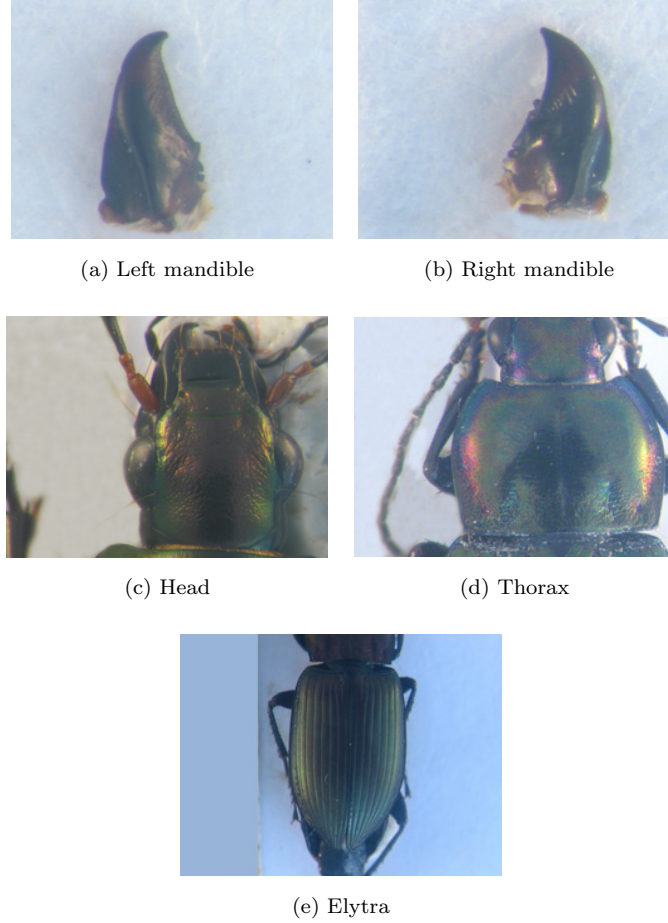 (a) Left mandible
(b) Right mandible
(c) Head
(d) Thorax
(e) Elytra